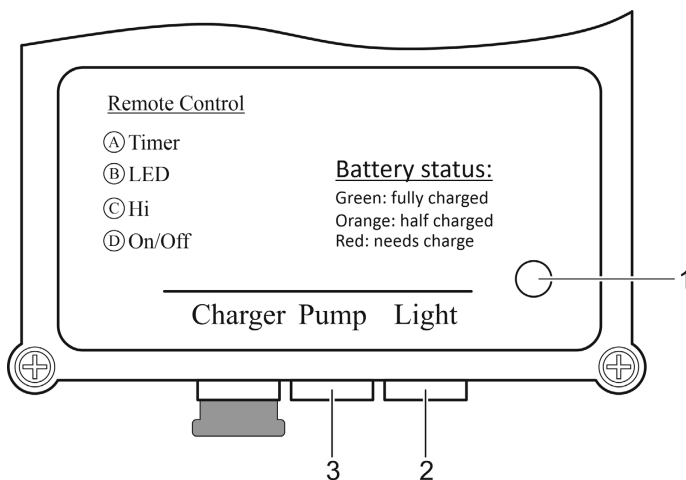 Remote Control
Ⓐ Timer
Ⓑ LED
Ⓒ Hi
Ⓓ On/Off
Battery status:
Green: fully charged
Orange: half charged
Red: needs charge
1
Charger Pump Light
3 2